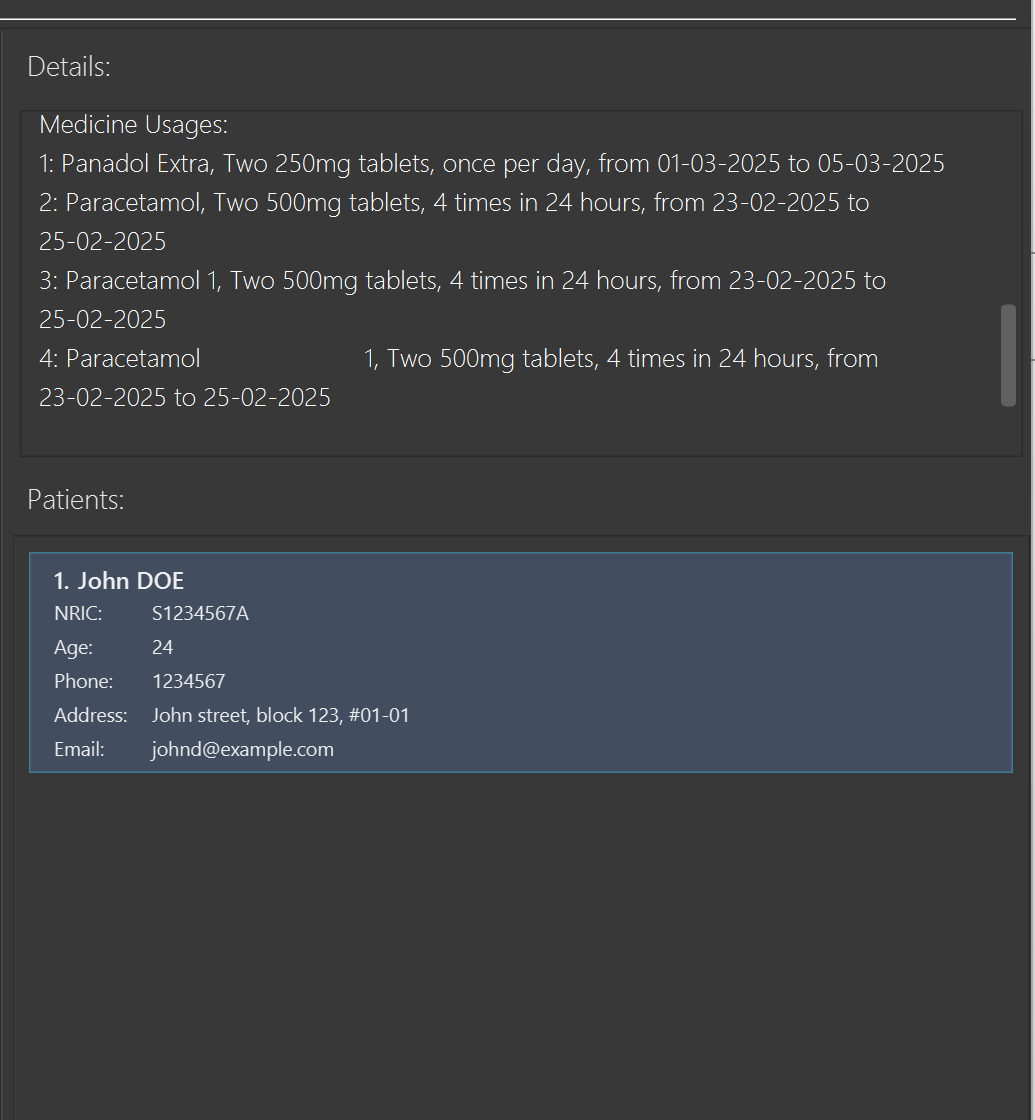 Details:
Medicine Usages:
1: Panadol Extra, Two 250mg tablets, once per day, from 01-03-2025 to 05-03-2025
2: Paracetamol, Two 500mg tablets, 4 times in 24 hours, from 23-02-2025 to
25-02-2025
3: Paracetamol 1, Two 500mg tablets, 4 times in 24 hours, from 23-02-2025 to
25-02-2025
4: Paracetamol                         1, Two 500mg tablets, 4 times in 24 hours, from
23-02-2025 to 25-02-2025
Patients:
1. John DOE
NRIC: S1234567A
Age: 24
Phone: 1234567
Address: John street, block 123, #01-01
Email: johnd@example.com